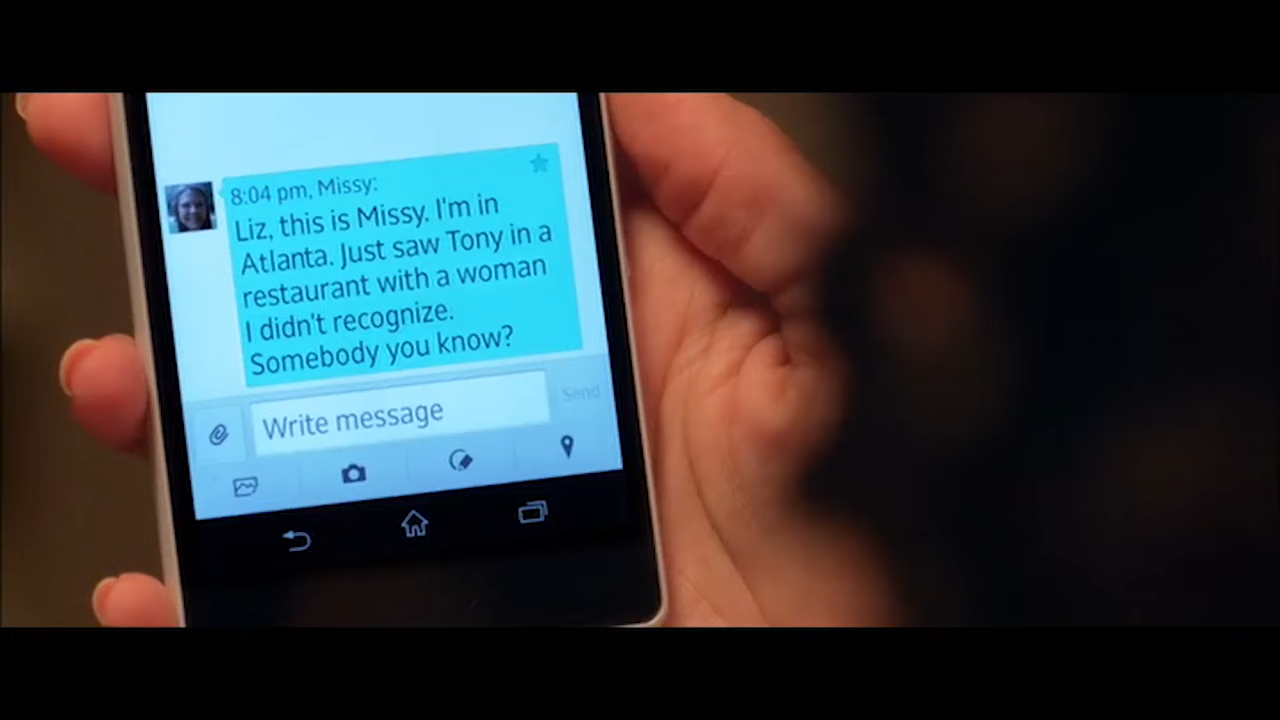 8:04 pm, Missy:
Liz, this is Missy. I'm in
Atlanta. Just saw Tony in a
restaurant with a woman
I didn't recognize.
Somebody you know?
Write message
Send